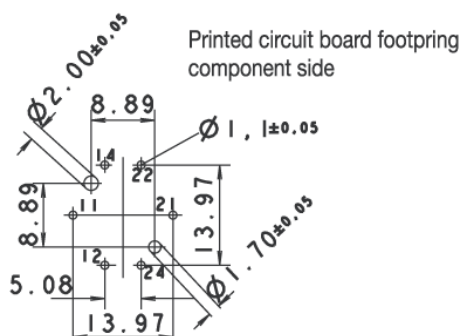 Printed circuit board footpring
component side
Ø2.00±0.05
8.89
Ø1,1±0.05
14
22
8.89
11
21
13.97
12
24
5.08
Ø1.70±0.05
13.97